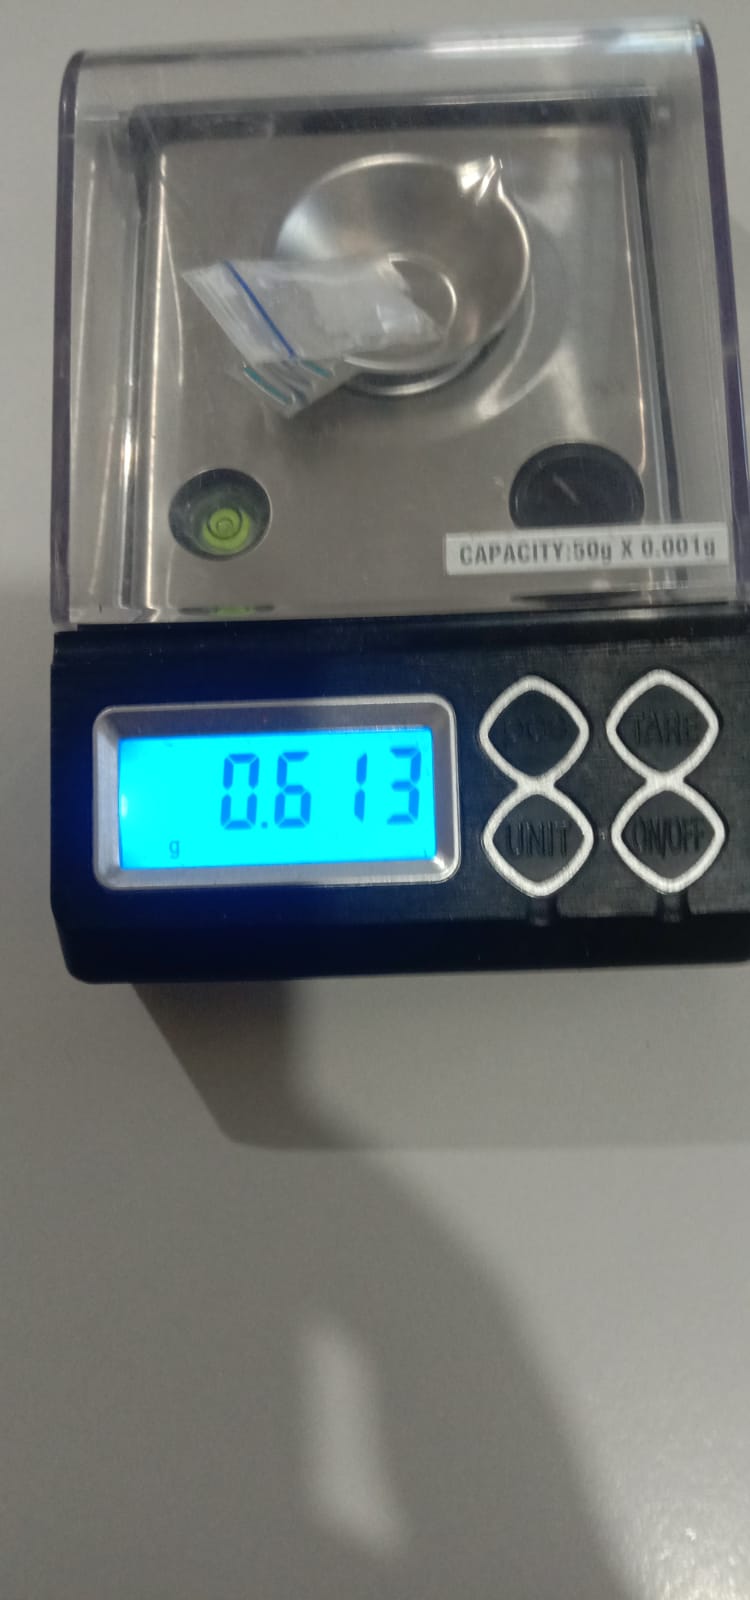 CAPACITY:50g X 0.001g
0.613
g
TARE
UNIT
ON/OFF